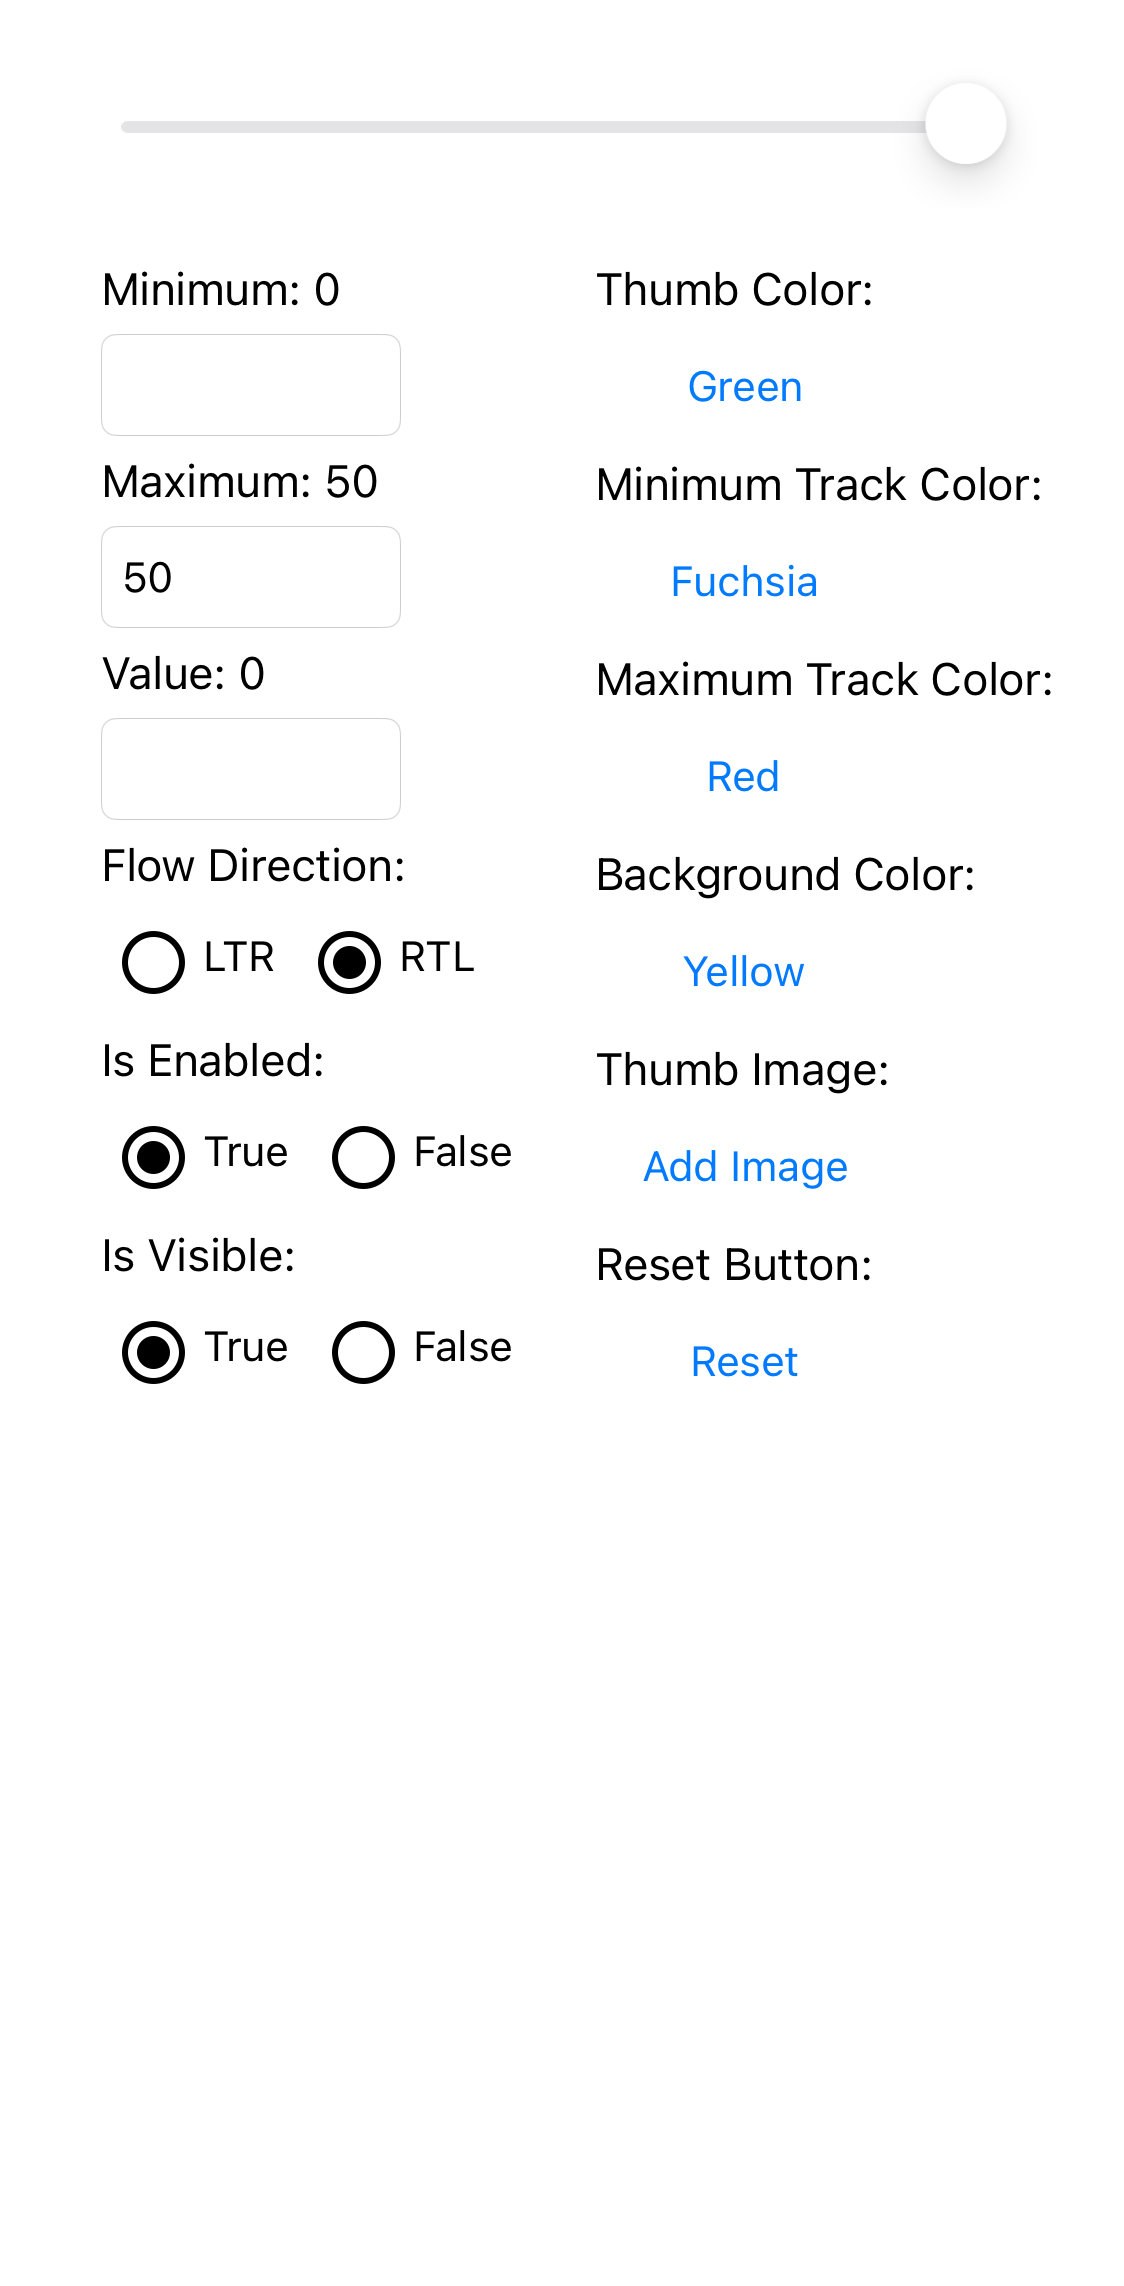 Minimum: 0
Maximum: 50
50
Value: 0
Flow Direction:
LTR RTL
Is Enabled:
True False
Is Visible:
True False
Thumb Color:
Green
Minimum Track Color:
Fuchsia
Maximum Track Color:
Red
Background Color:
Yellow
Thumb Image:
Add Image
Reset Button:
Reset